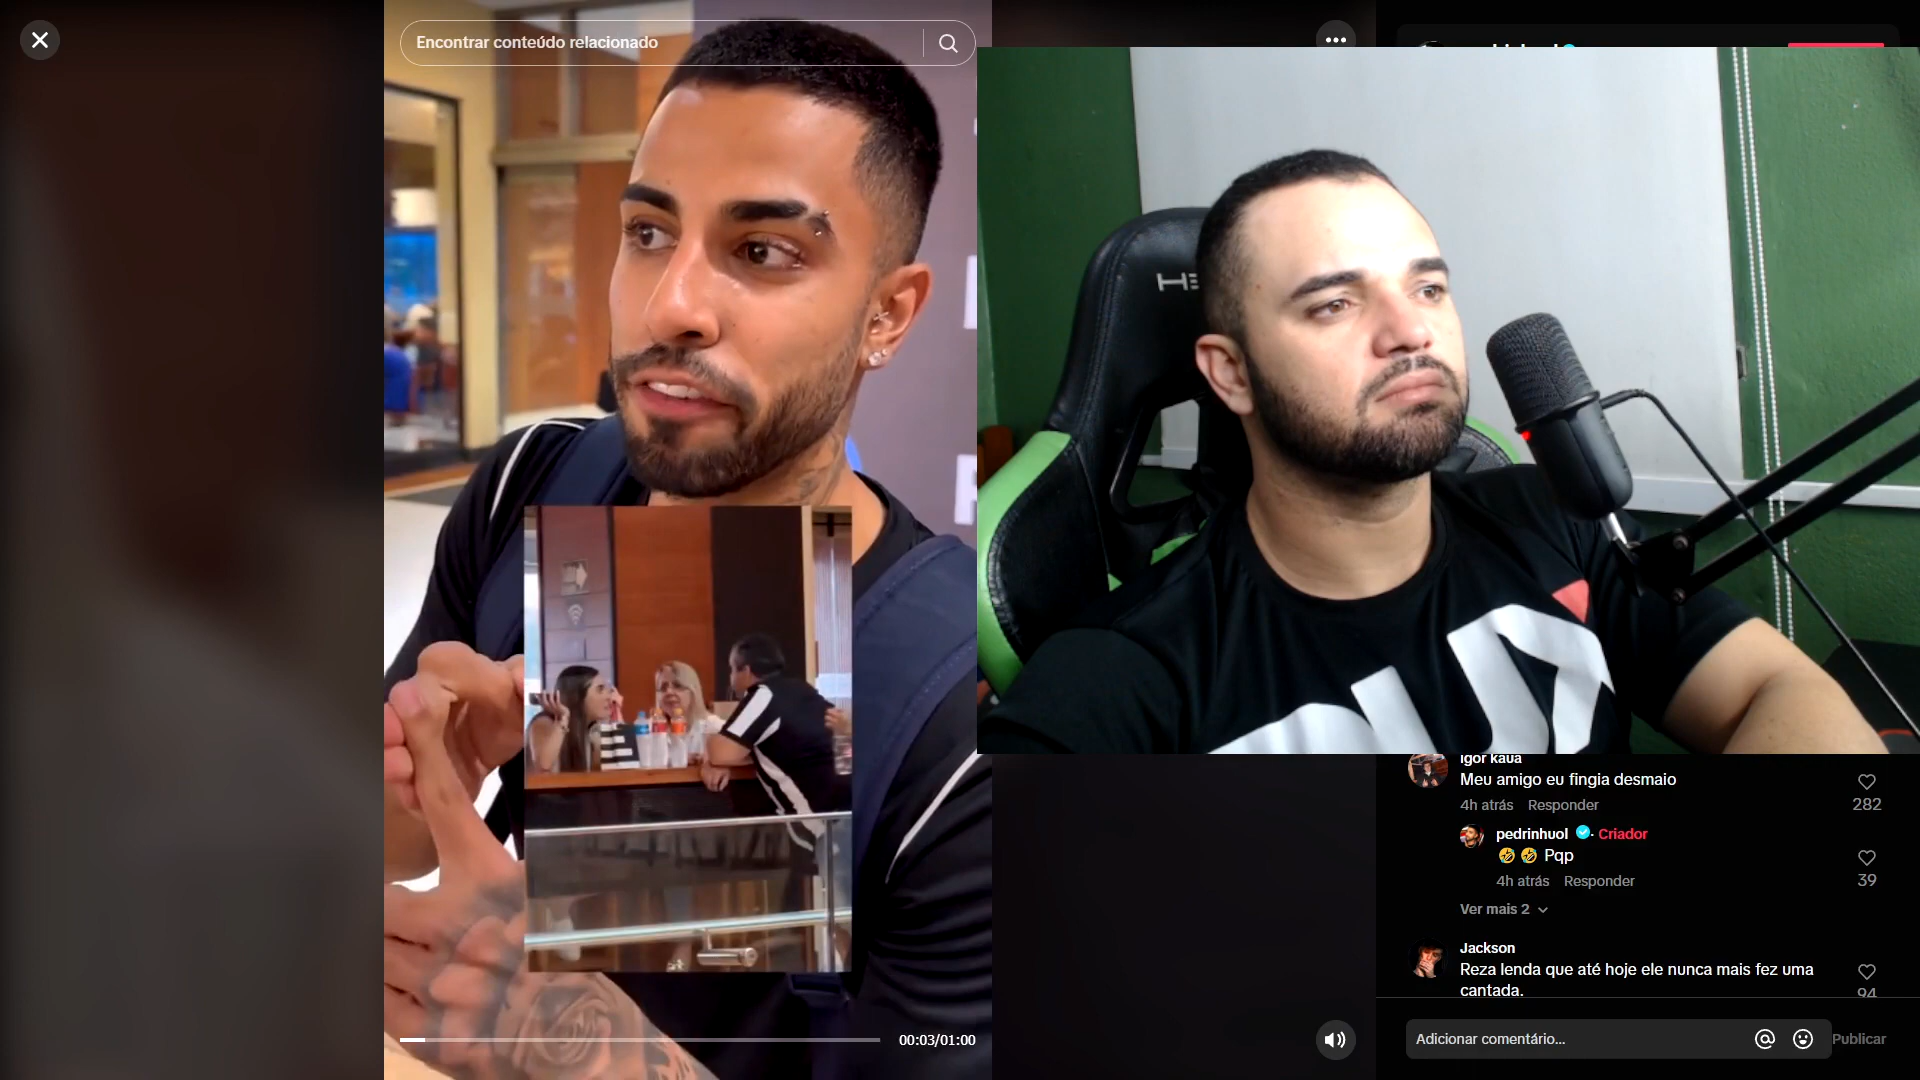 Encontrar conteúdo relacionado
igor kaua
Meu amigo eu fingia desmaio
4h atrás Responder
282
pedrinhuol · Criador
🤣 🤣 Pqp
4h atrás Responder
39
Ver mais 2
Jackson
Reza lenda que até hoje ele nunca mais fez uma
cantada.
94
00:03/01:00
Adicionar comentário...
Publicar